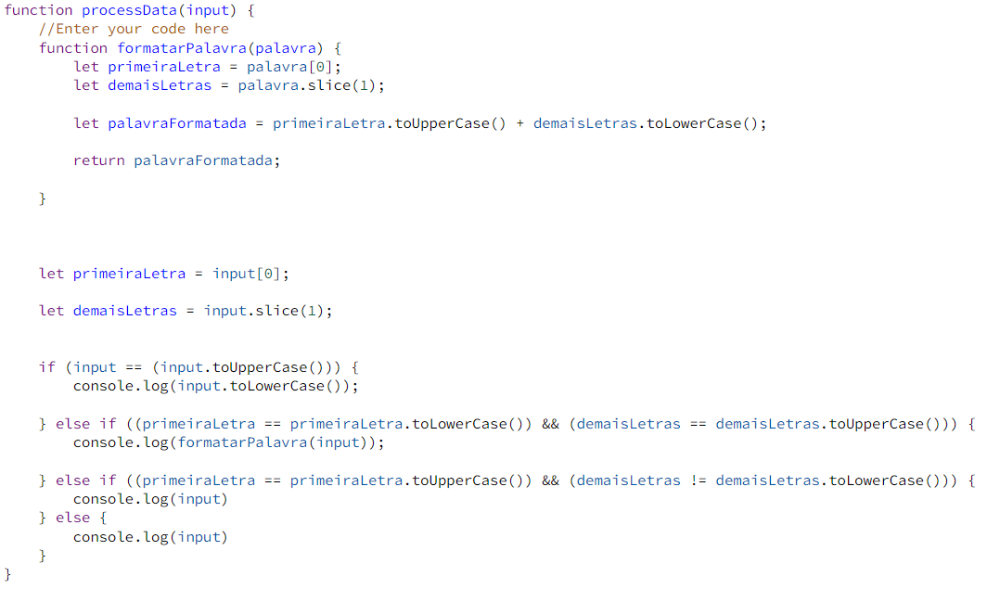 function processData(input) {
    //Enter your code here
    function formatarPalavra(palavra) {
        let primeiraLetra = palavra[0];
        let demaisLetras = palavra.slice(1);

        let palavraFormatada = primeiraLetra.toUpperCase() + demaisLetras.toLowerCase();

        return palavraFormatada;

    }

    let primeiraLetra = input[0];

    let demaisLetras = input.slice(1);

    if (input == (input.toUpperCase())) {
        console.log(input.toLowerCase());

    } else if ((primeiraLetra == primeiraLetra.toLowerCase()) && (demaisLetras == demaisLetras.toUpperCase())) {
        console.log(formatarPalavra(input));

    } else if ((primeiraLetra == primeiraLetra.toUpperCase()) && (demaisLetras != demaisLetras.toLowerCase())) {
        console.log(input)
    } else {
        console.log(input)
    }
}